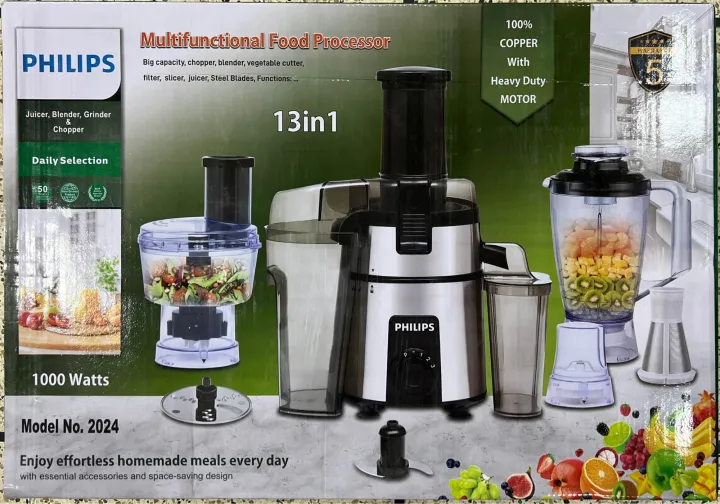 PHILIPS
Juicer, Blender, Grinder
&
Chopper
Daily Selection
50
1000 Watts
Model No. 2024
Enjoy effortless homemade meals every day
with essential accessories and space-saving design
Multifunctional Food Processor
Big capacity, chopper, blender, vegetable cutter,
filter, slicer, juicer, Steel Blades, Functions: ...
13in1
100%
COPPER
With
Heavy Duty
MOTOR
5
PHILIPS